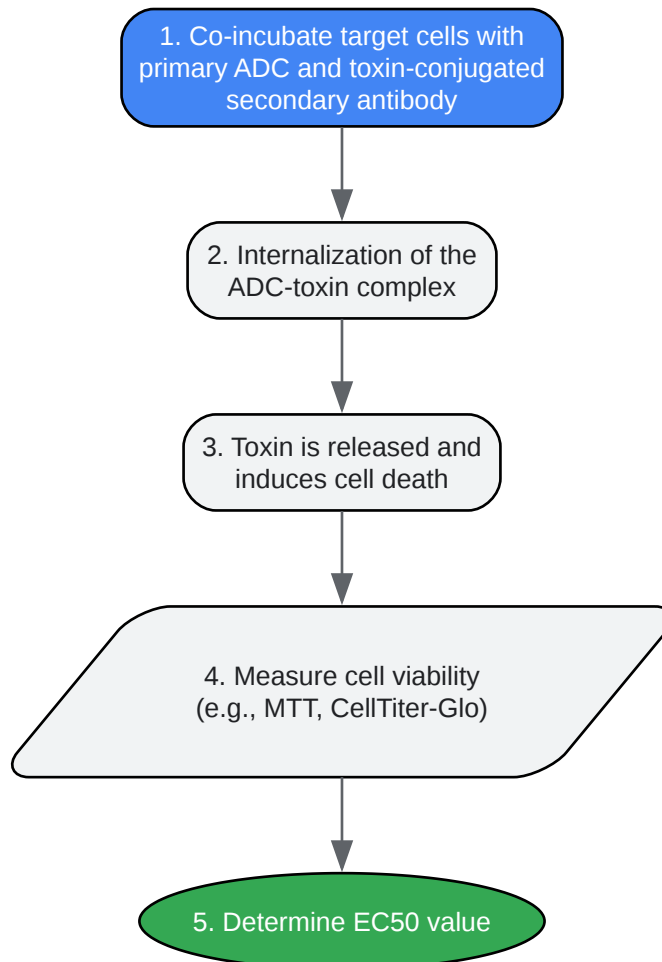 1. Co-incubate target cells with
primary ADC and toxin-conjugated
secondary antibody
2. Internalization of the
ADC-toxin complex
3. Toxin is released and
induces cell death
4. Measure cell viability
(e.g., MTT, CellTiter-Glo)
5. Determine EC50 value